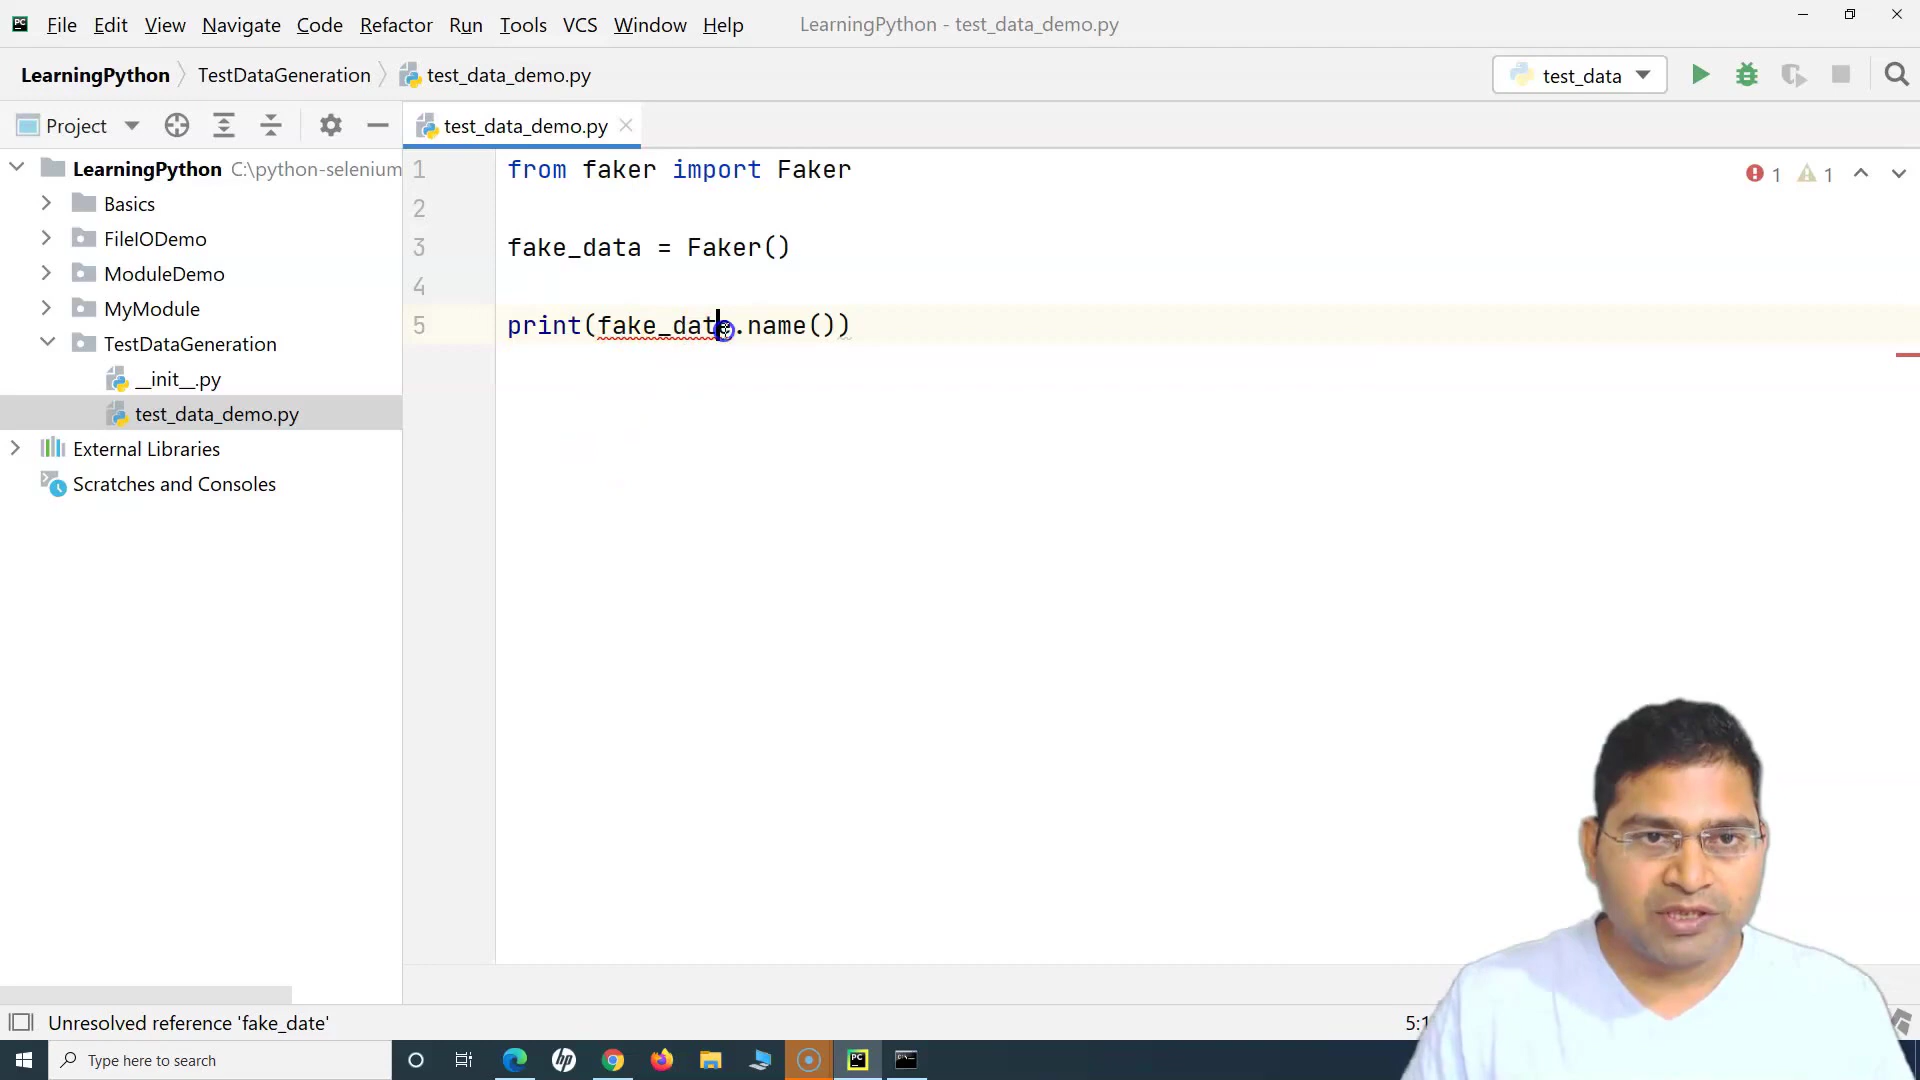 File Edit View Navigate Code Refactor Run Tools VCS Window Help LearningPython - test_data_demo.py
LearningPython TestDataGeneration test_data_demo.py test_data
Project test_data_demo.py
LearningPython C:\python-selenium
Basics
FileIODemo
ModuleDemo
MyModule
TestDataGeneration
__init__.py
test_data_demo.py
External Libraries
Scratches and Consoles
1 from faker import Faker
2
3 fake_data = Faker()
4
5 print(fake_date.name())
1 1
Unresolved reference 'fake_date'
Type here to search